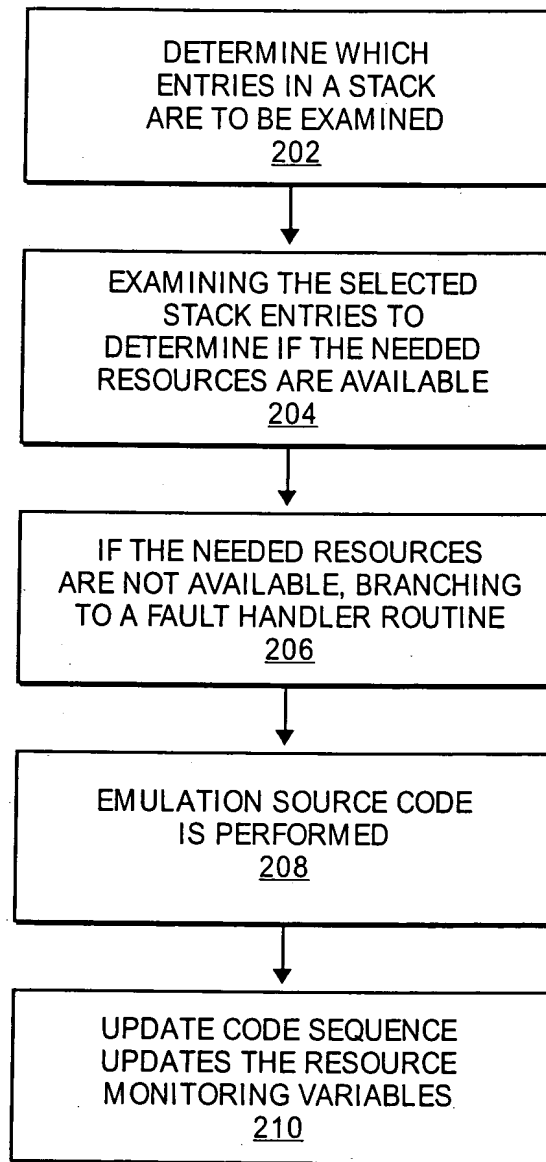 DETERMINE WHICH
ENTRIES IN A STACK
ARE TO BE EXAMINED
202
EXAMINING THE SELECTED
STACK ENTRIES TO
DETERMINE IF THE NEEDED
RESOURCES ARE AVAILABLE
204
IF THE NEEDED RESOURCES
ARE NOT AVAILABLE, BRANCHING
TO A FAULT HANDLER ROUTINE
206
EMULATION SOURCE CODE
IS PERFORMED
208
UPDATE CODE SEQUENCE
UPDATES THE RESOURCE
MONITORING VARIABLES
210